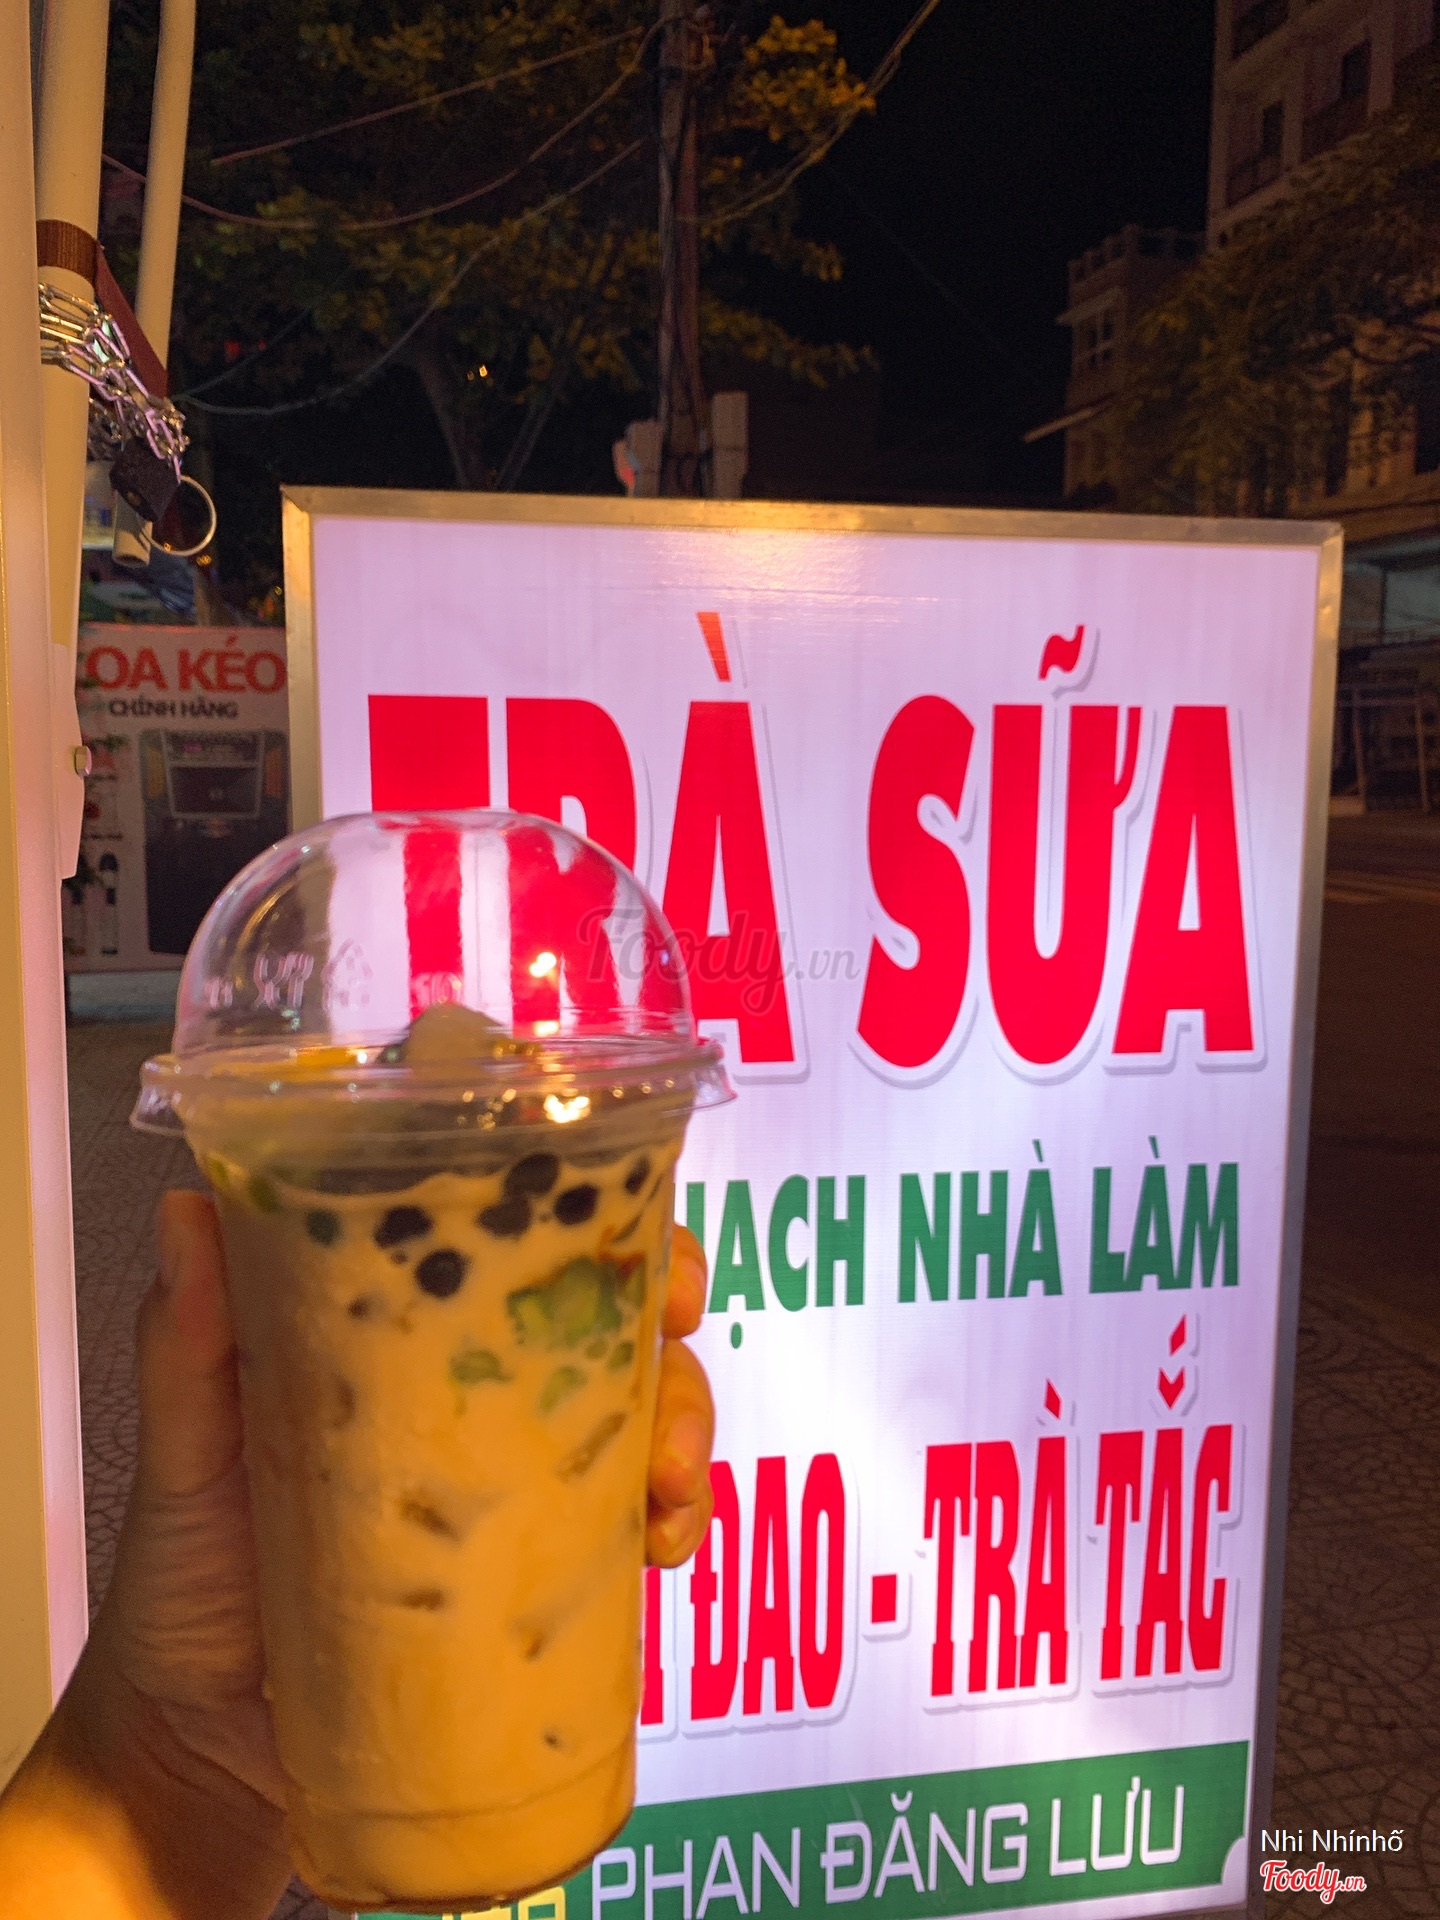 OA KÉO
CHÍNH HÃNG
TRÀ SỮA
Foody.vn
HẠCH NHÀ LÀM
ĐAO - TRÀ TẮC
PHAN ĐĂNG LƯU
Nhi Nhínhố
Foody.vn